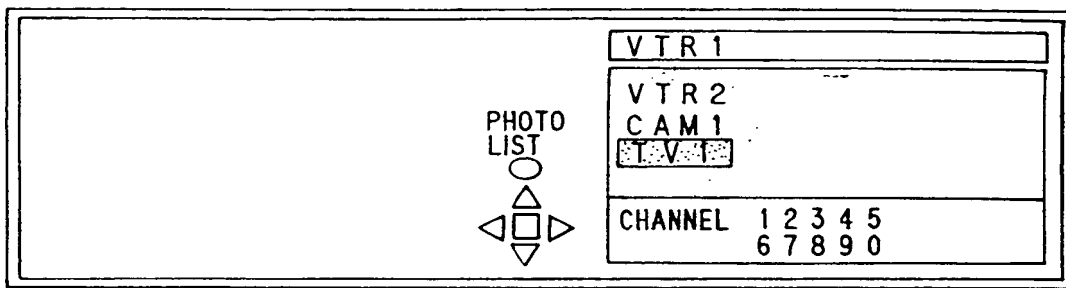 VTR1
VTR2
CAM1
TV1
PHOTO
LIST
CHANNEL 1 2 3 4 5
6 7 8 9 0